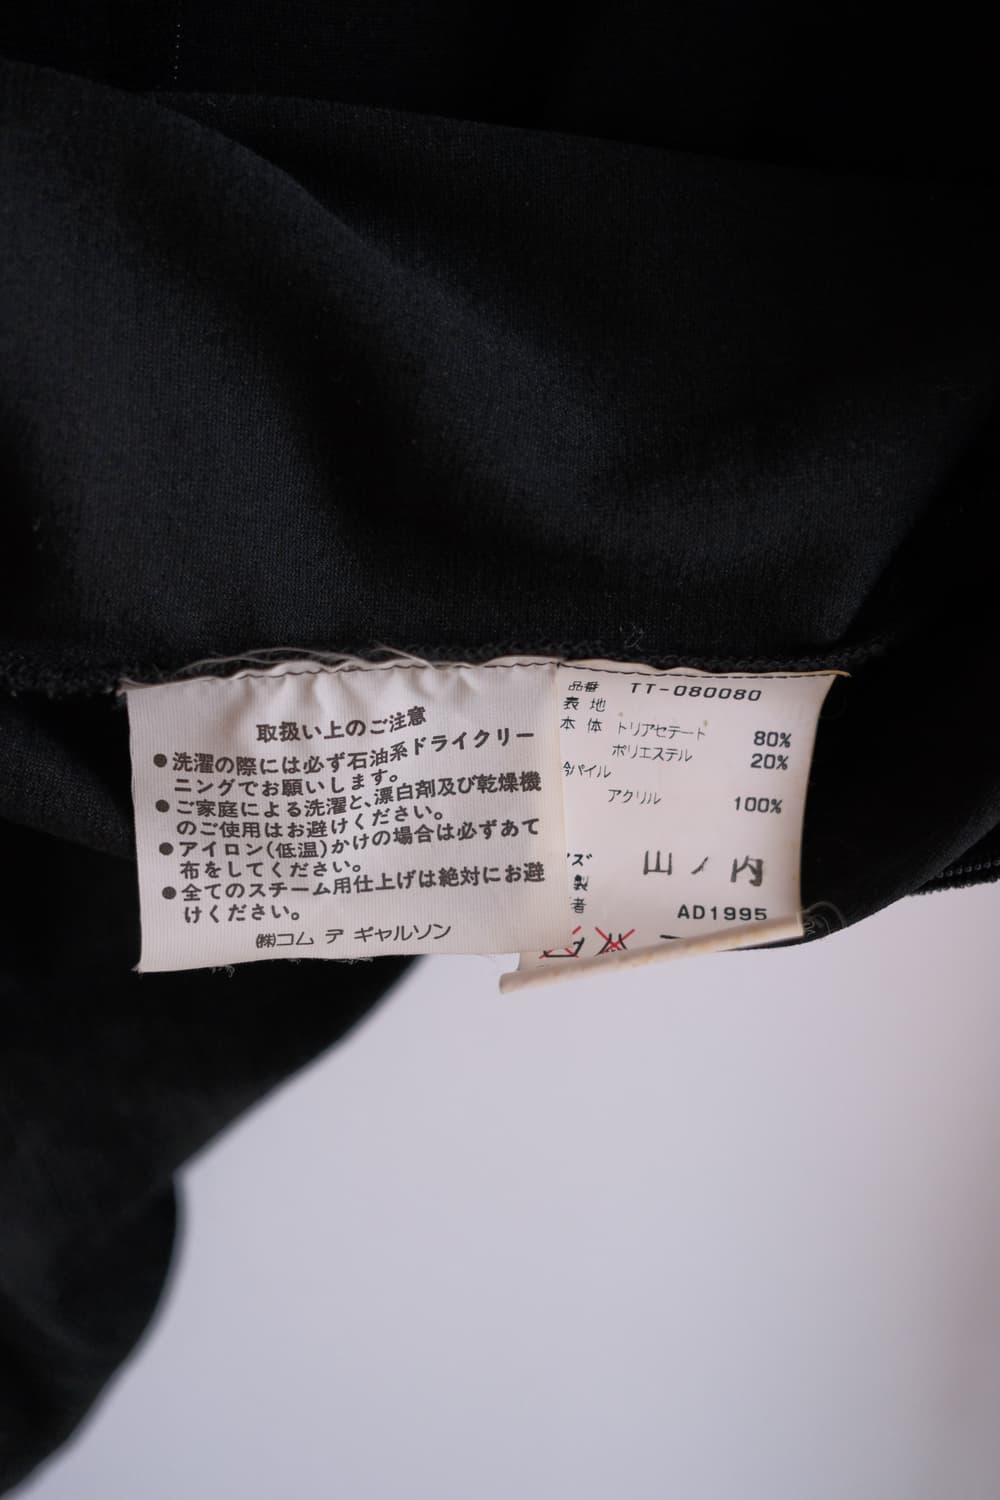 取扱い上のご注意
●洗濯の際には必ず石油系ドライクリー
ニングでお願いします。
●ご家庭による洗濯と、漂白剤及び乾燥機
のご使用はお避けください。
●アイロン(低温)かけの場合は必ずあて
布をしてください。
●全てのスチーム用仕上げは絶対にお避
けください。
㈱コム デ ギャルソン
品番 TT-080080
表地
本体 トリアセテート 80%
ポリエステル 20%
パイル
アクリル 100%
ズ
製 山ノ内
者
AD1995